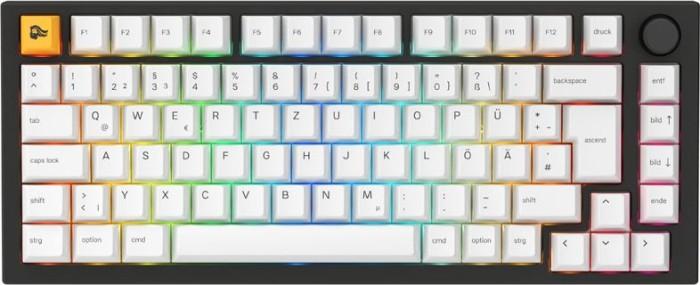 F1 F2 F3 F4 F5 F6 F7 F8 F9 F10 F11 F12 druck
° ! " § $ % & / ( ) = ? ` backspace entf
^ 1 2 ² 3 ³ 4 5 6 7 { 8 [ 9 ] 0 } ß \ ´
tab Q W E R T Z U I O P Ü * bild ↑
@ € + ~ ascend
caps lock A S D F G H J K L Ö Ä ' bild ↓
#
shift > Y X C V B N M ; : _ shift ^ ende
< | µ , . -
strg option cmd cmd option strg < ⌄ >